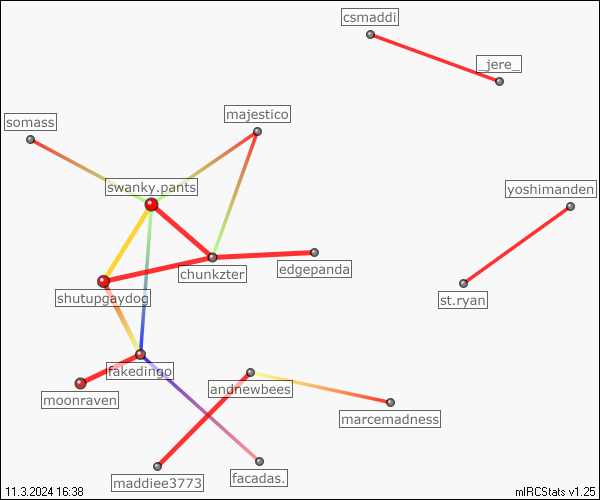 csmaddi
_jere_
majestico
somass
swanky.pants
yoshimanden
edgepanda
chunkzter
shutupgaydog
st.ryan
fakedingo
andnewbees
moonraven
marcemadness
facadas.
maddiee3773
11.3.2024 16:38
mIRCStats v1.25